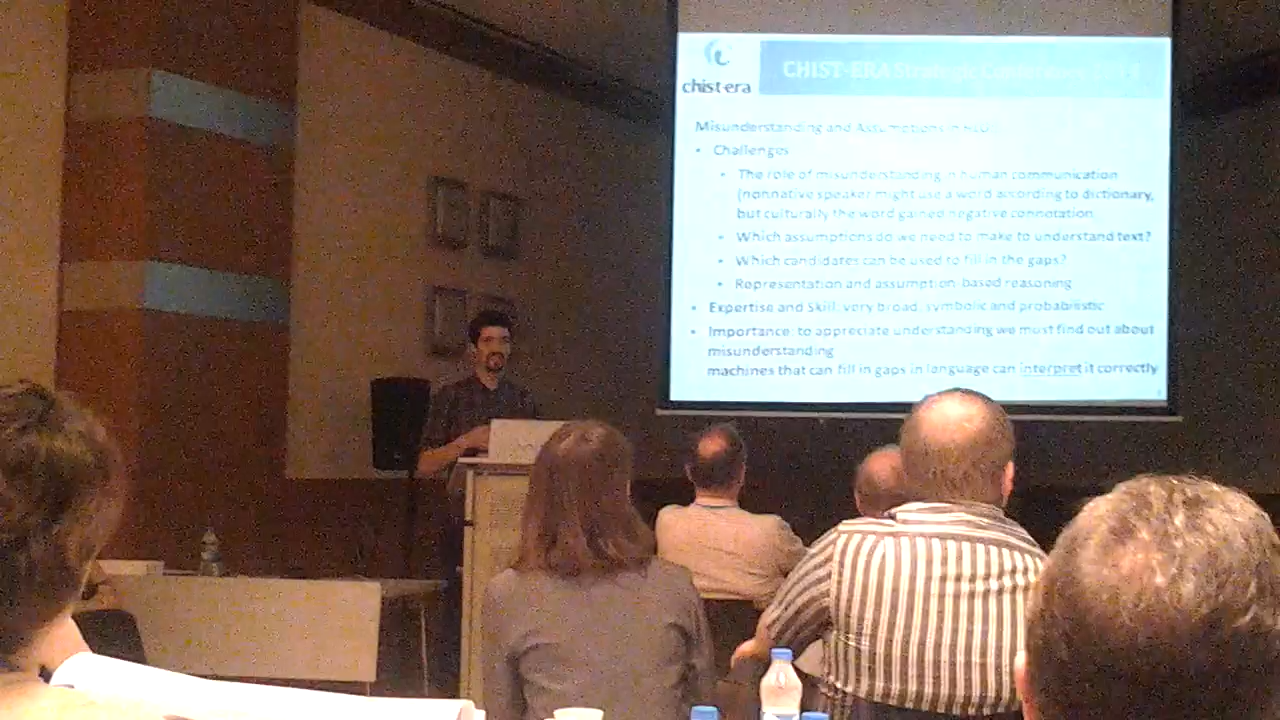 chist-era
CHIST-ERA Strategic Conference
Misunderstanding and Assumptions in
• Challenges
• The role of misunderstanding in human communication
(nonnative speaker might use a word according to dictionary,
but culturally the word gained negative connotation
• Which assumptions do we need to make to understand text?
• Which candidates can be used to fill in the gaps?
• Representation and assumption-based reasoning
• Expertise and Skill: very broad, symbolic and probabilistic
• Importance: to appreciate understanding we must find out about
misunderstanding
machines that can fill in gaps in language can interpret it correctly